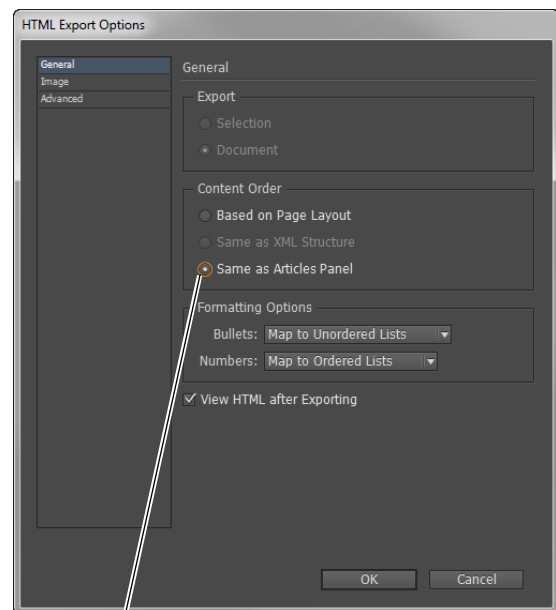 HTML Export Options
General
Image
Advanced
General
Export
Selection
Document
Content Order
Based on Page Layout
Same as XML Structure
Same as Articles Panel
Formatting Options
Bullets: Map to Unordered Lists
Numbers: Map to Ordered Lists
View HTML after Exporting
OK Cancel